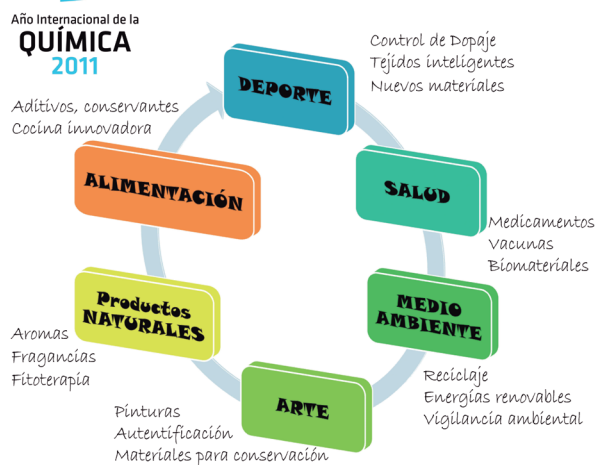 Año Internacional de la
QUÍMICA
2011
DEPORTE
Control de Dopaje
Tejidos inteligentes
Nuevos materiales
SALUD
Medicamentos
Vacunas
Biomateriales
MEDIO
AMBIENTE
Reciclaje
Energías renovables
Vigilancia ambiental
ARTE
Pinturas
Autentificación
Materiales para conservación
Productos
NATURALES
Aromas
Fragancias
Fitoterapia
ALIMENTACIÓN
Aditivos, conservantes
Cocina innovadora